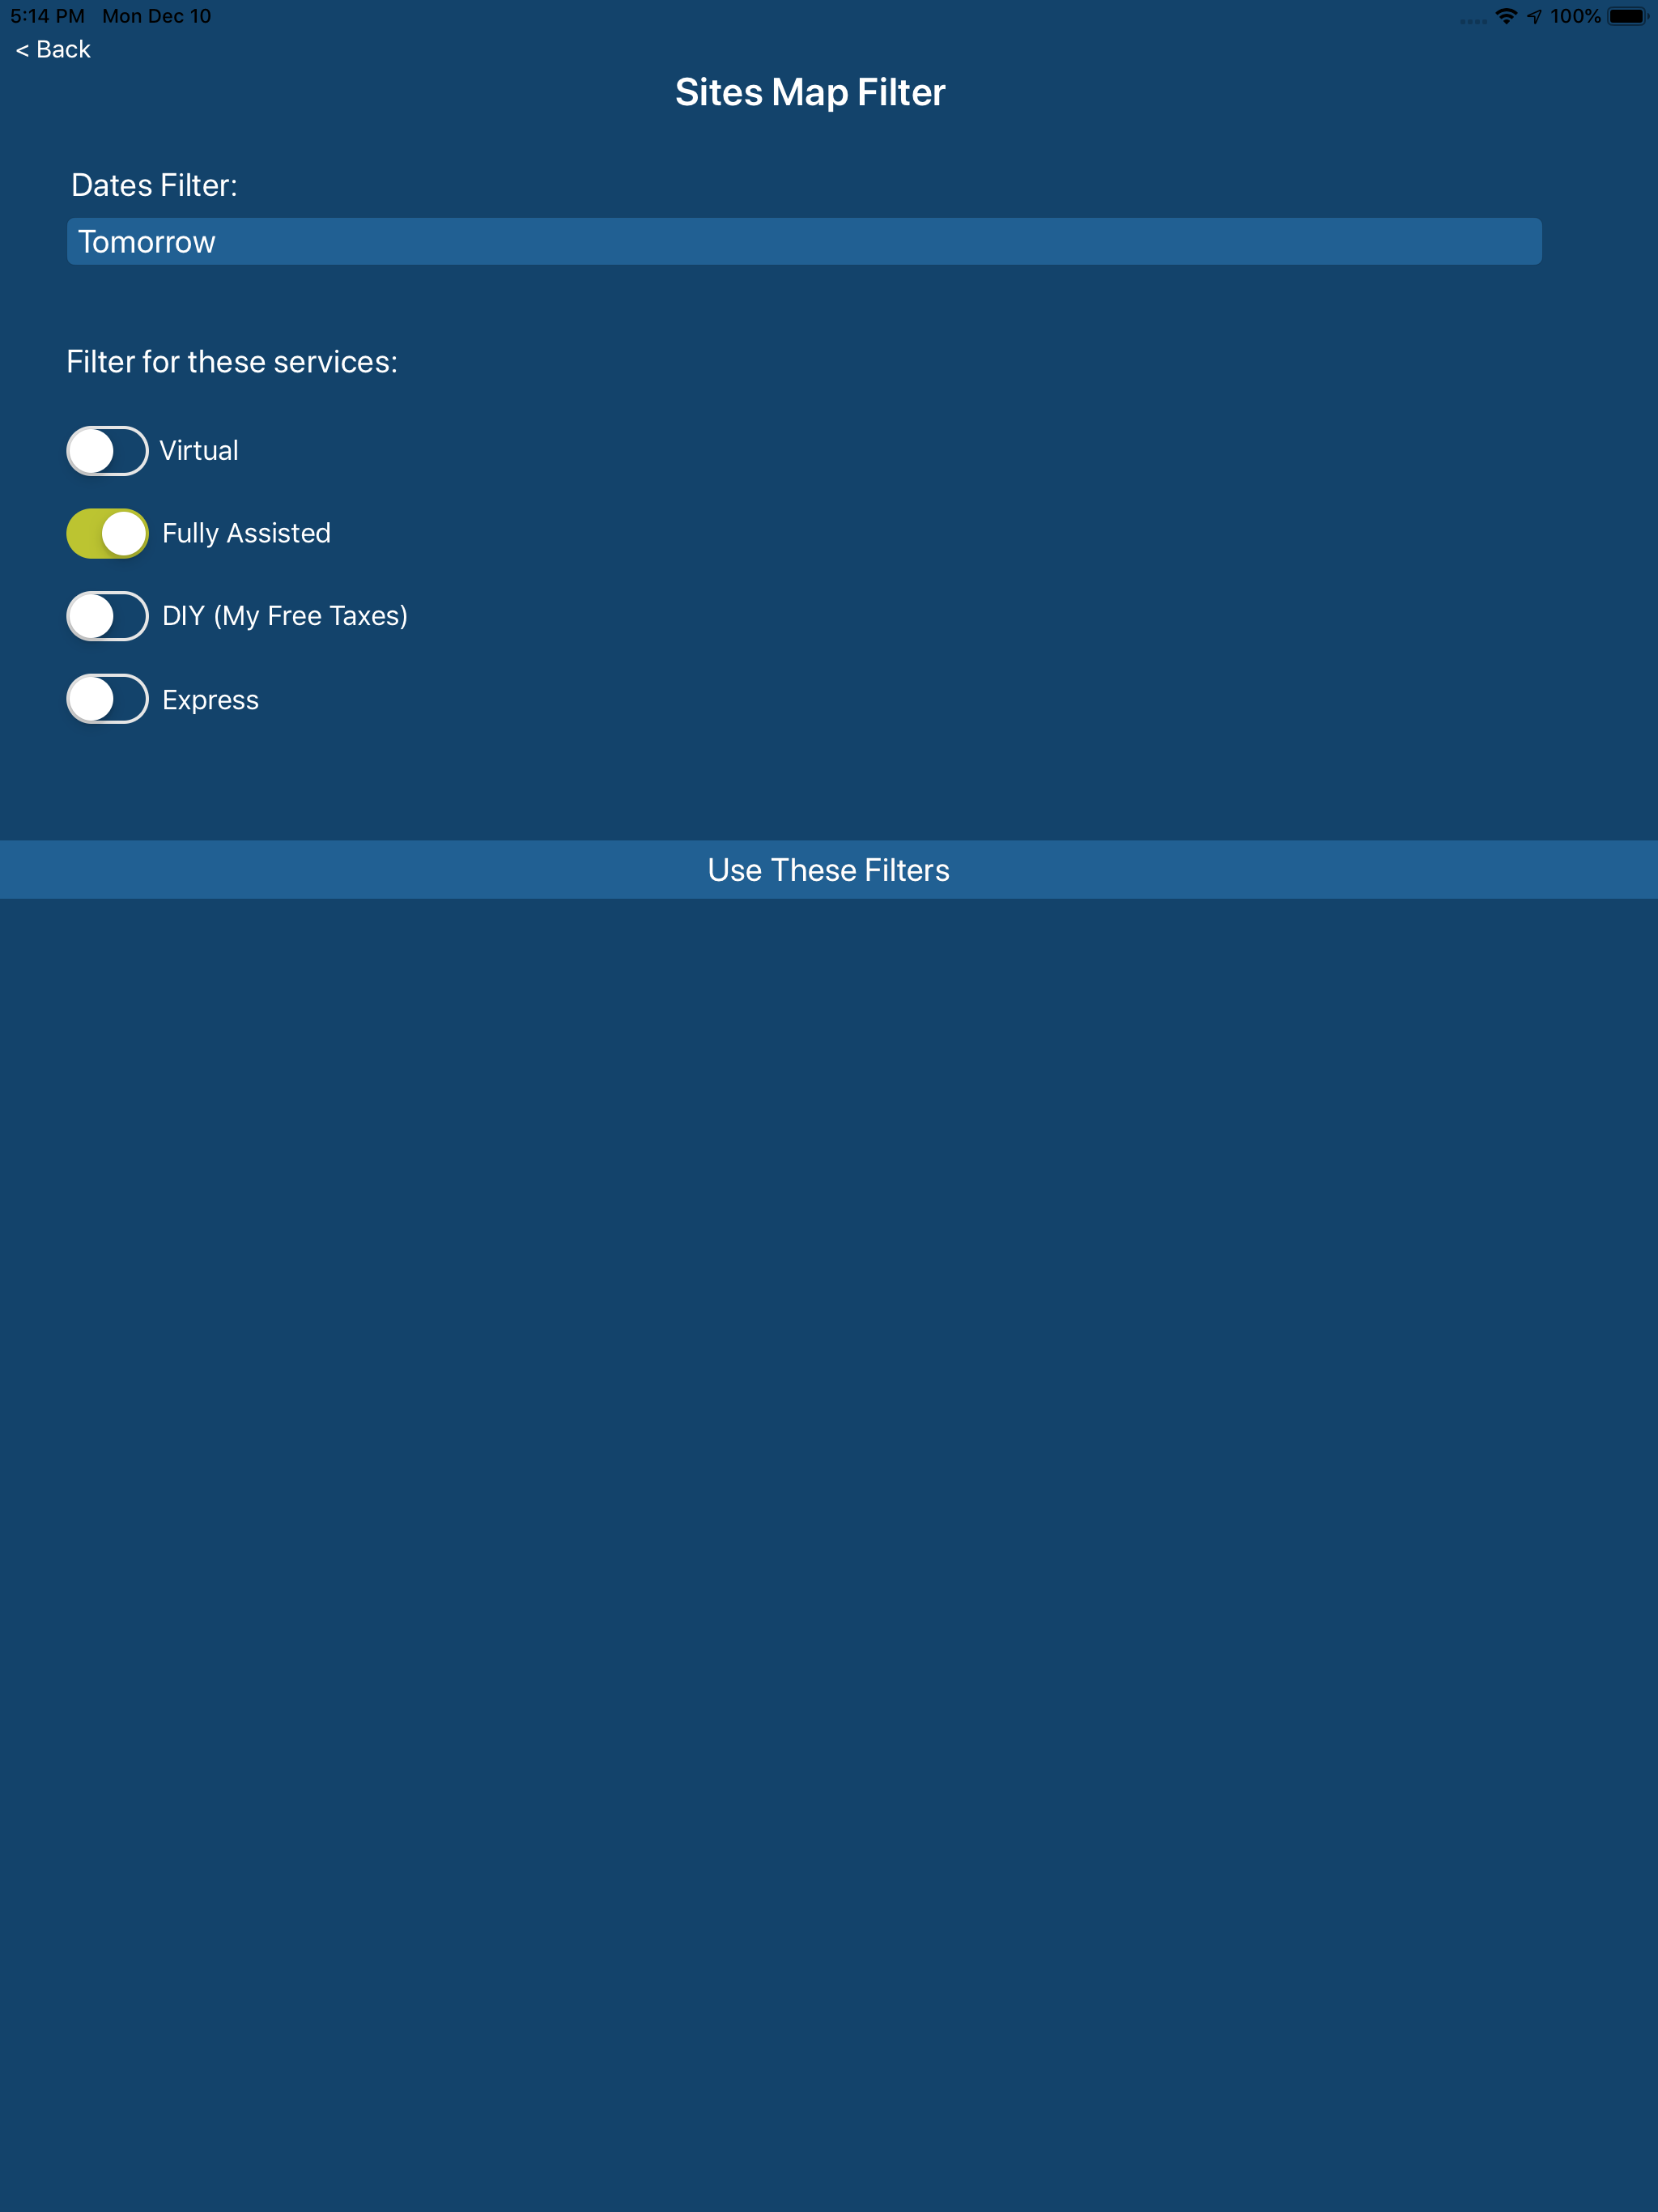 5:14 PM Mon Dec 10 100%
< Back
Sites Map Filter
Dates Filter:
Tomorrow
Filter for these services:
Virtual
Fully Assisted
DIY (My Free Taxes)
Express
Use These Filters